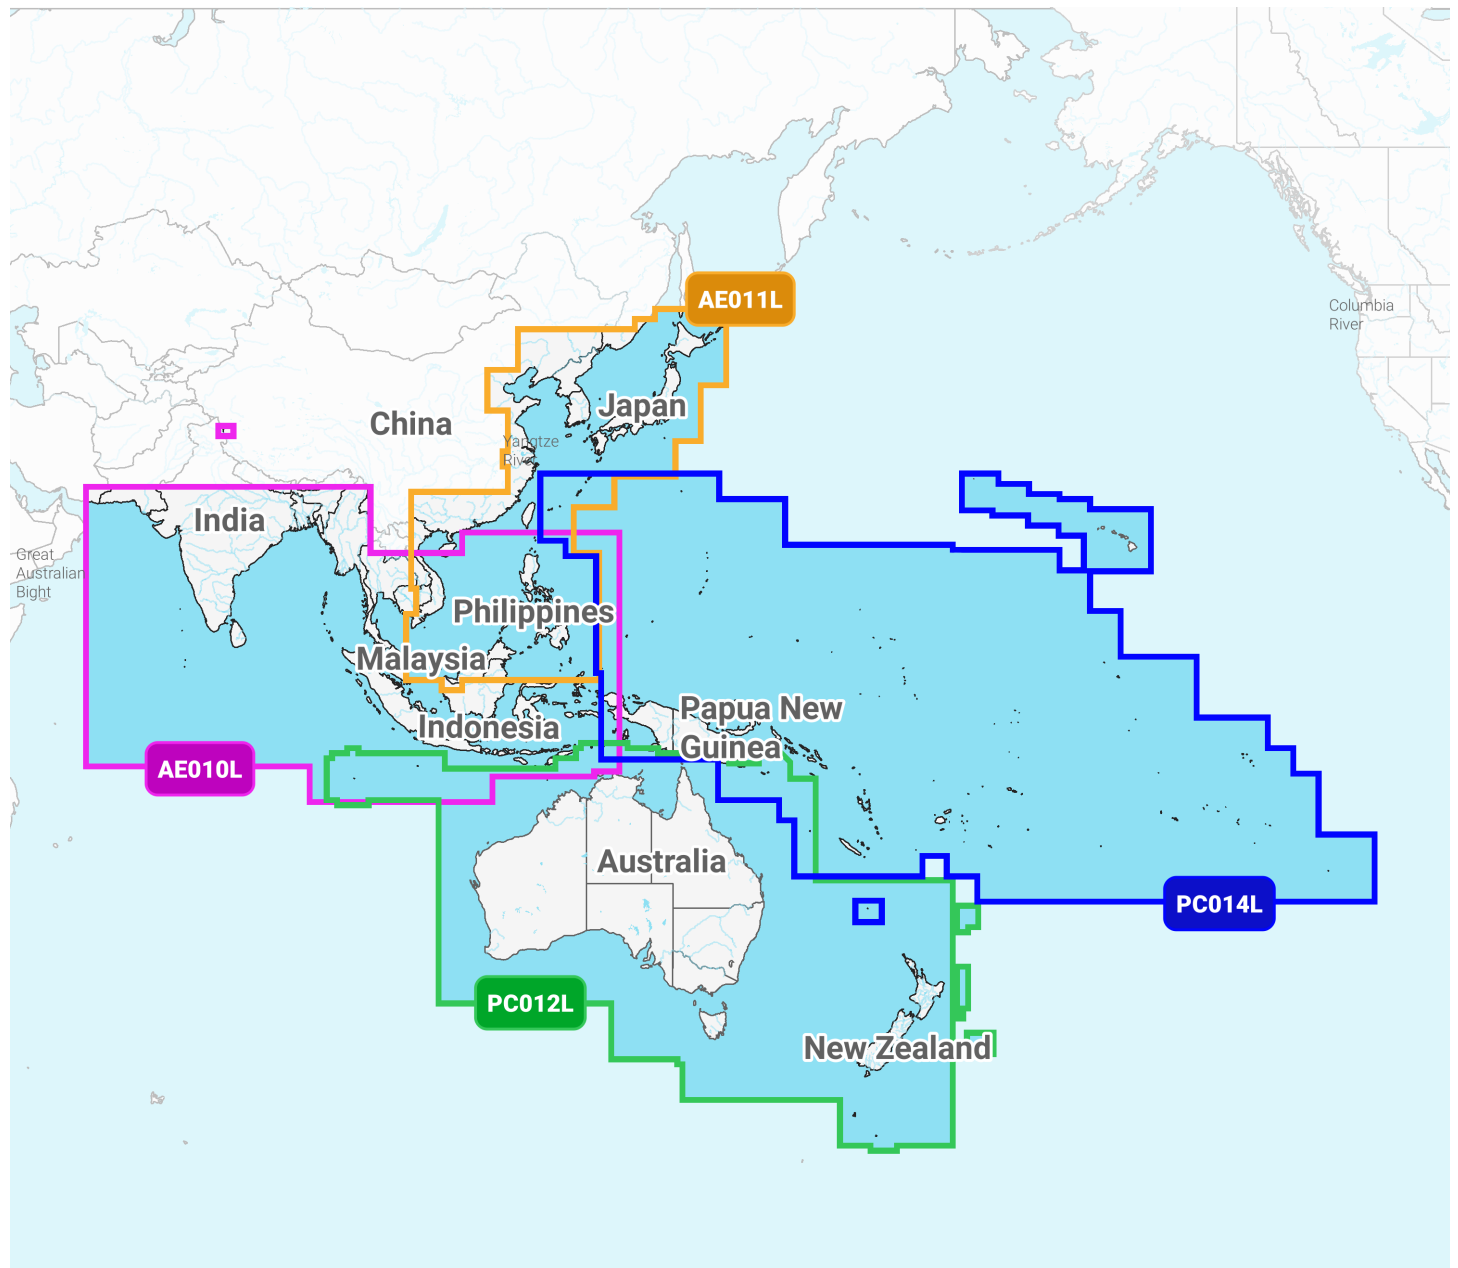 AE011L
Columbia
River
Japan
China
Yangtze
River
India
Great
Australian
Bight
Philippines
Malaysia
Papua New
Guinea
Indonesia
AE010L
Australia
PC014L
PC012L
New Zealand